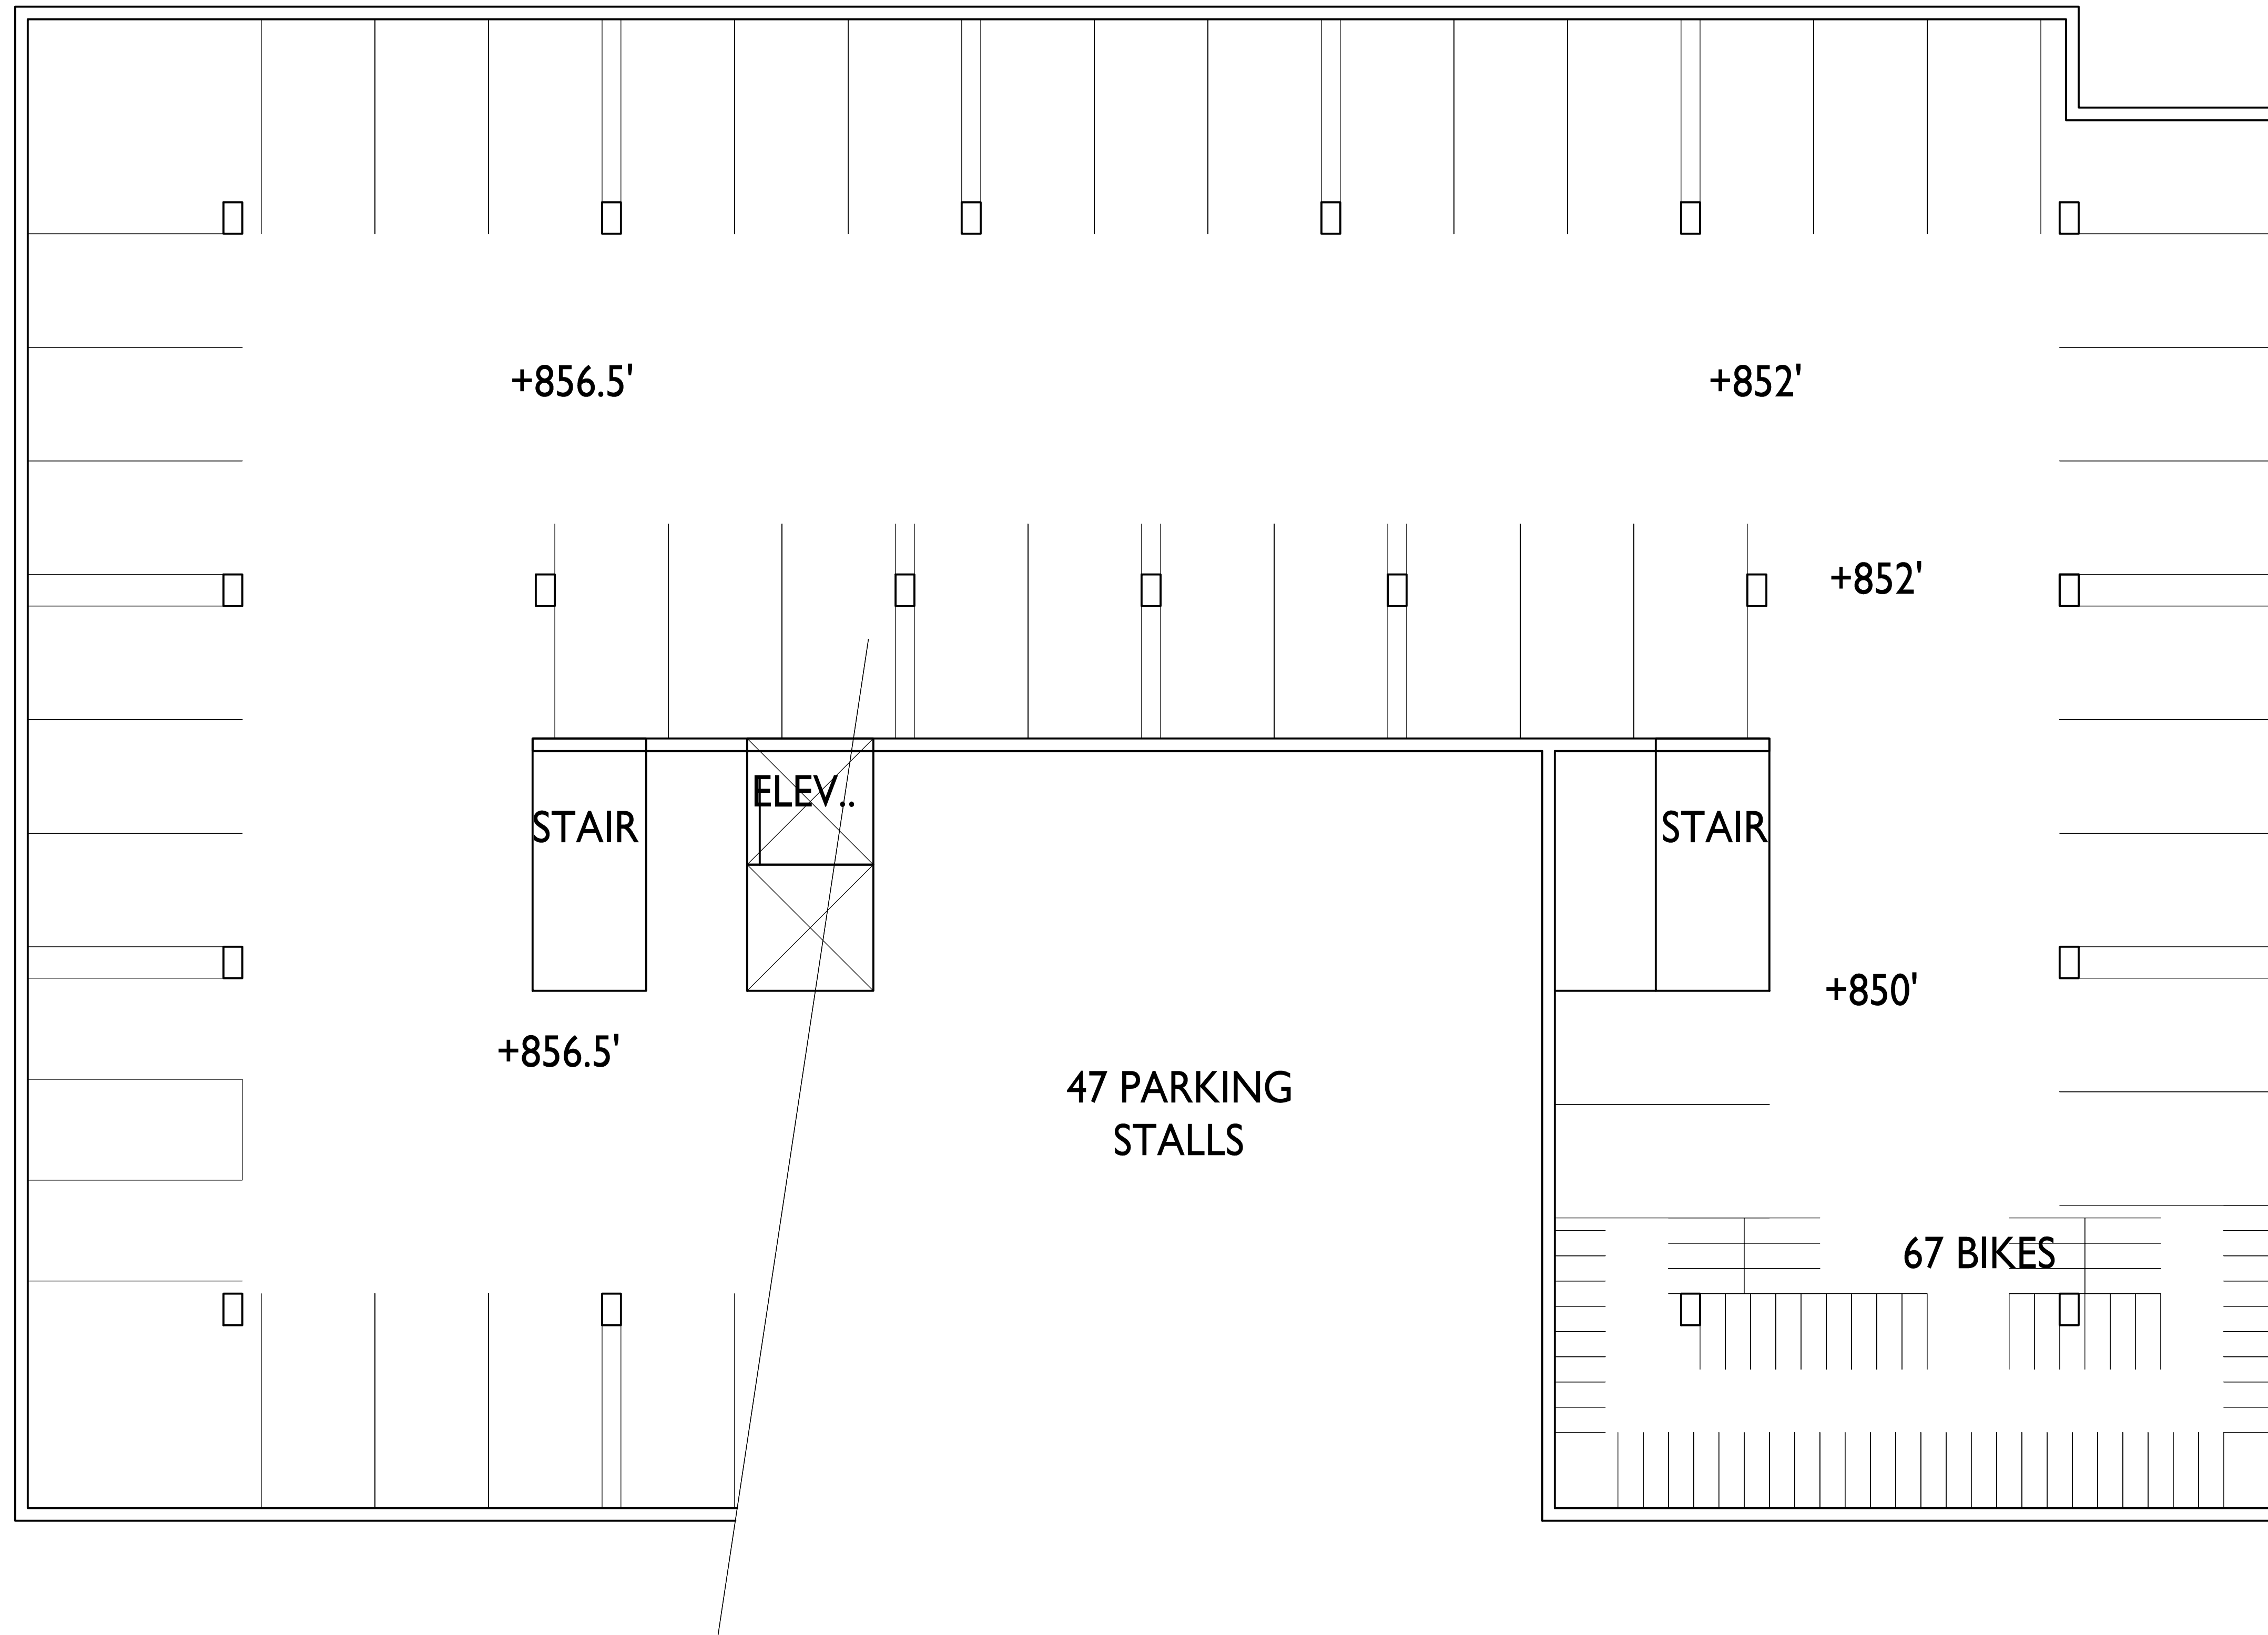 +856.5'
+852'
+852'
ELEV..
STAIR
STAIR
+850'
+856.5'
47 PARKING
STALLS
67 BIKES